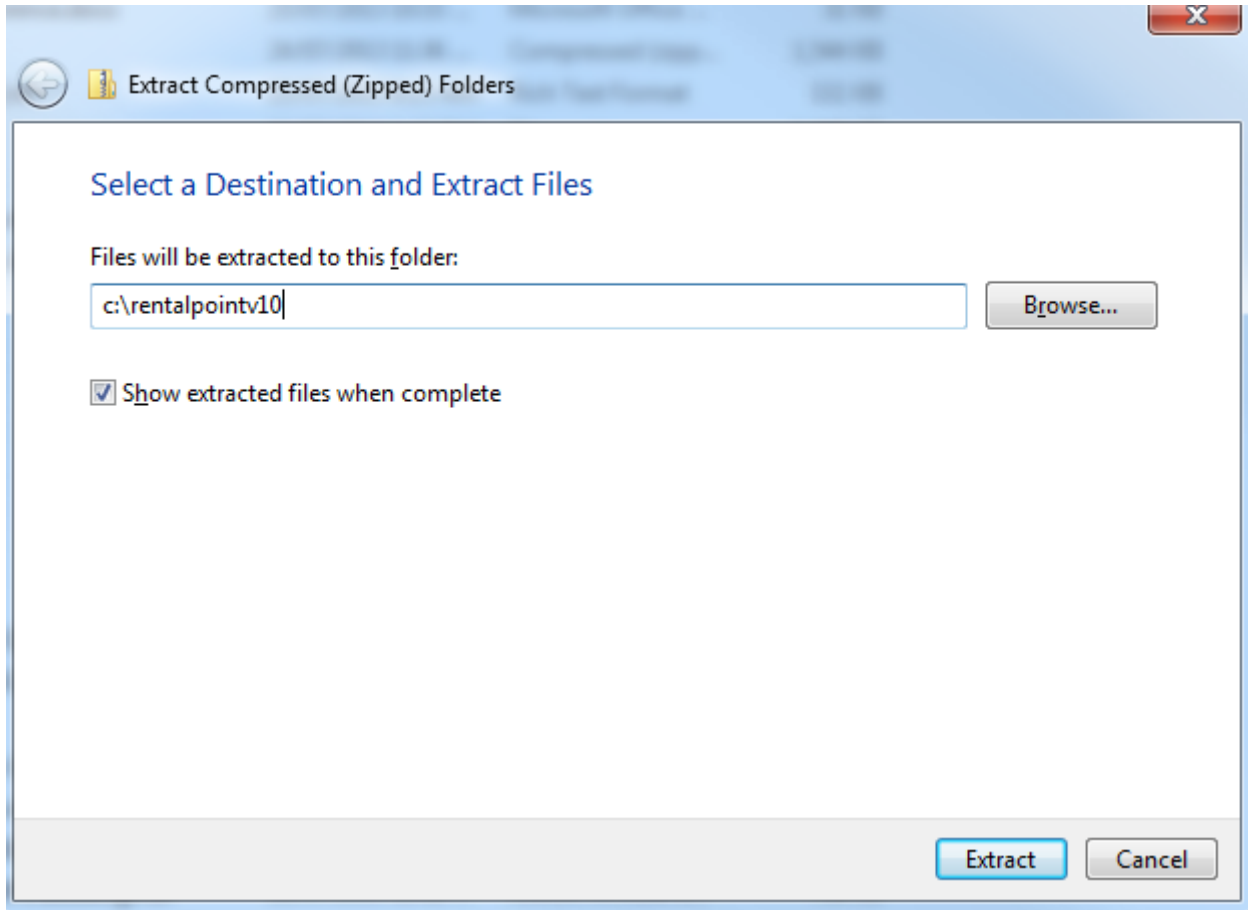 Extract Compressed (Zipped) Folders
Select a Destination and Extract Files
Files will be extracted to this folder:
c:\rentalpointv10
Browse...
Show extracted files when complete
Extract
Cancel